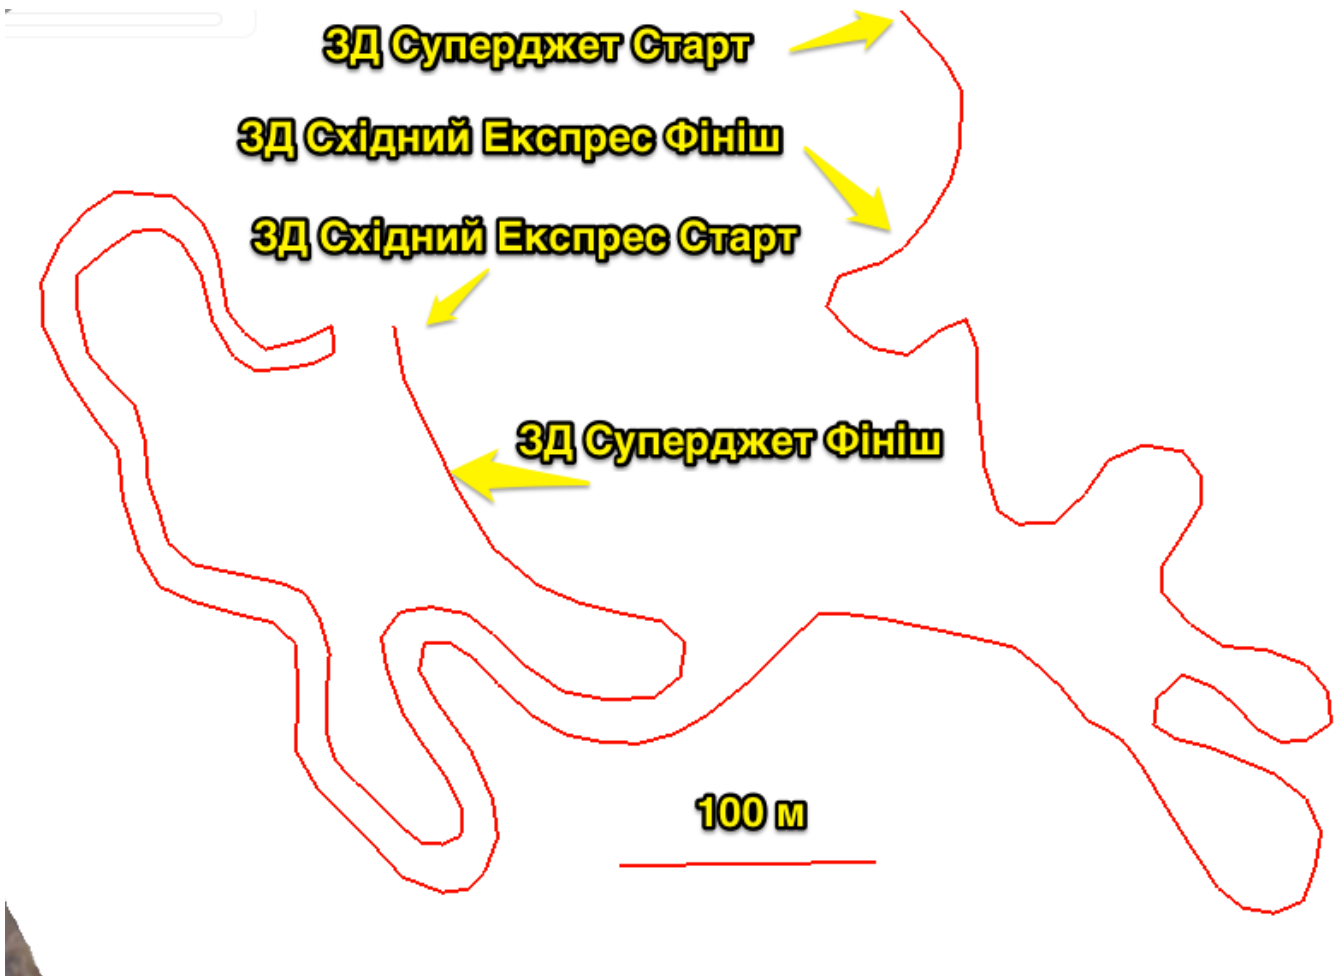 ЗД Суперджет Старт
ЗД Східний Експрес Фініш
ЗД Східний Експрес Старт
ЗД Суперджет Фініш
100 м